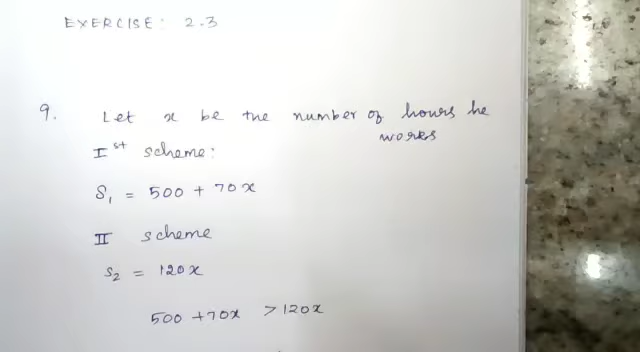 EXERCISE: 2.3
9. Let x be the number of hours he works
Ist scheme:
S₁ = 500 + 70x
II scheme
S₂ = 120x
500 + 70x > 120x